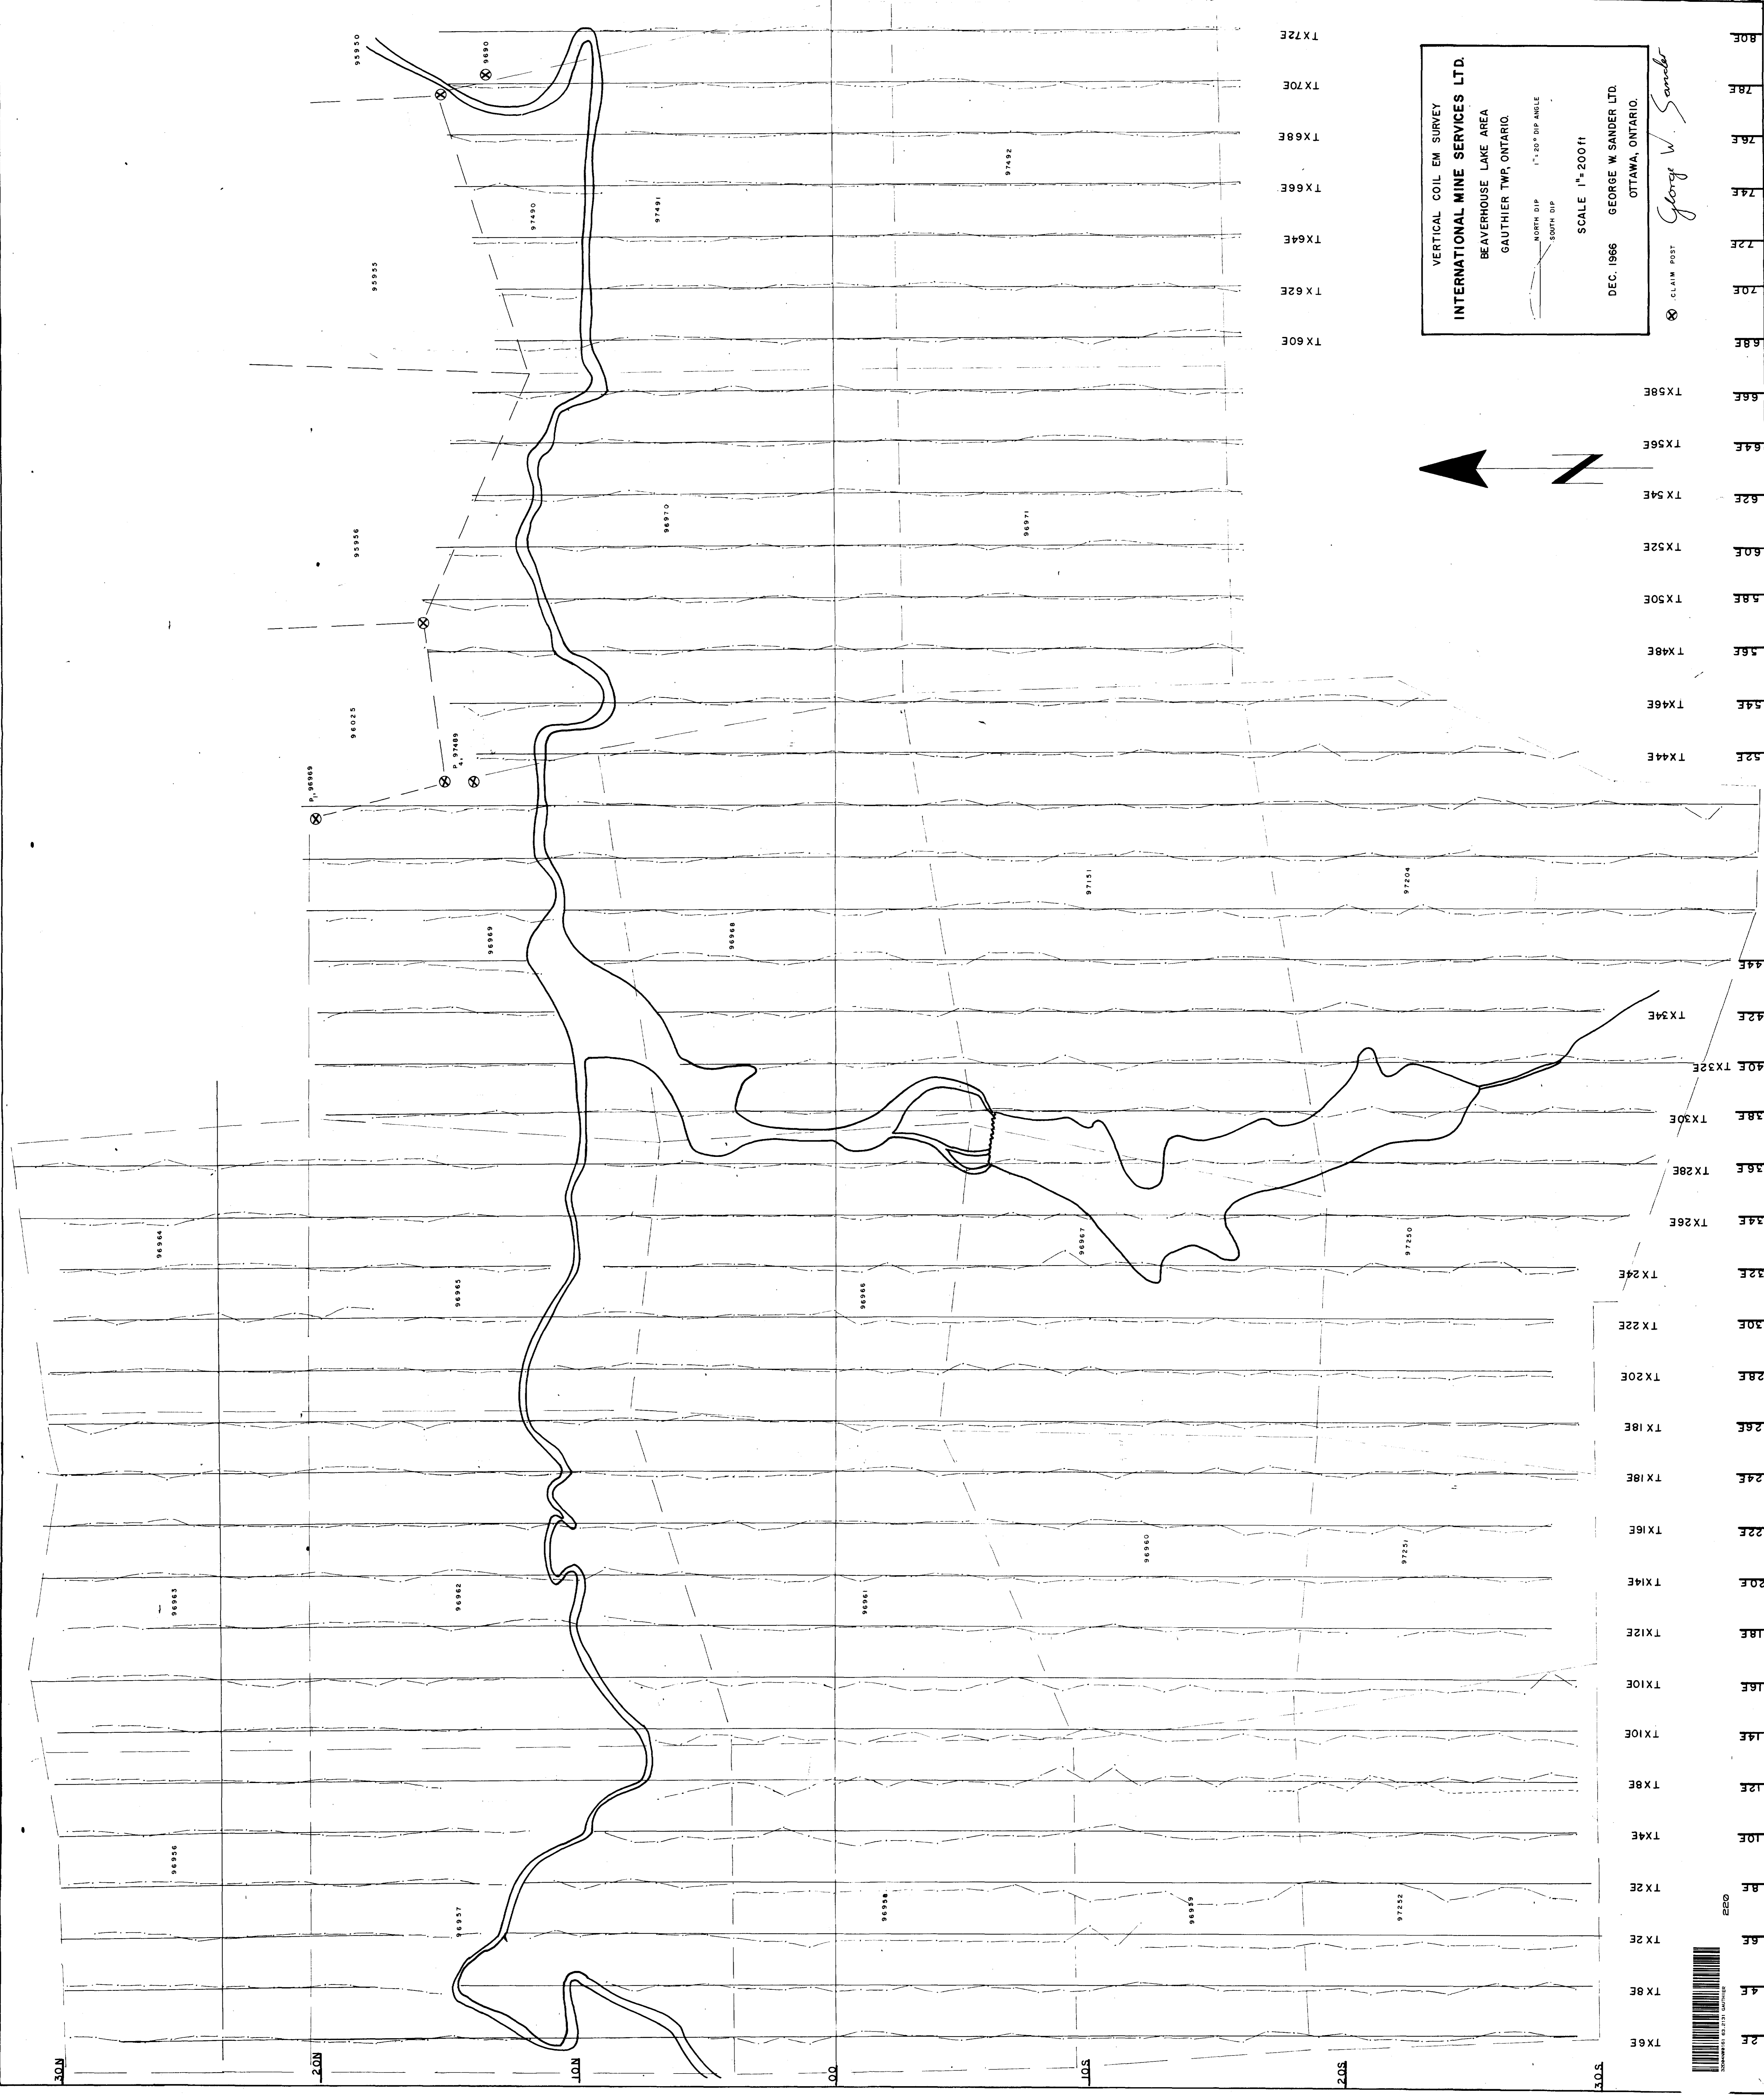 VERTICAL COIL EM SURVEY
INTERNATIONAL MINE SERVICES LTD.
BEAVERHOUSE LAKE AREA
GAUTHIER TWP, ONTARIO.
NORTH DIP 1"=20° DIP ANGLE
SOUTH DIP
SCALE 1"=200ft
DEC. 1966 GEORGE W. SANDER LTD.
OTTAWA, ONTARIO.
CLAIM POST George W. Sander
TX72E 80E
TX70E 78E
TX68E 76E
TX66E 74E
TX64E 72E
TX62E 70E
TX60E 68E
TX58E 66E
TX56E 64E
TX54E 62E
TX52E 60E
TX50E 58E
TX48E 56E
TX46E 54E
TX44E 52E
44E
TX34E 42E
TX32E 40E
TX30E 38E
TX28E 36E
TX26E 34E
TX24E 32E
TX22E 30E
TX20E 28E
TX18E 26E
TX18E 24E
TX16E 22E
TX14E 20E
TX12E 18E
TX10E 16E
TX10E 14E
TX8E 12E
TX4E 10E
TX2E 8E
TX2E 6E
TX8E 4E
TX6E 2E
95950
9690
97492
97490
97491
95955
95956
96970
96971
96025
P. 97489
4,
P. 96969
1,
97151
97204
96969
96968
96964
96965
96966
96967
97250
96963
96962
96961
96960
97251
96956
96957
96958
96959
97252
N
30N
20N
10N
00
10S
20S
30S
220